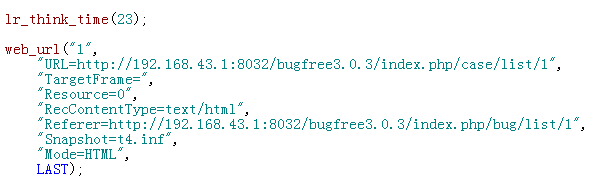 lr_think_time(23);
web_url("1",
"URL=http://192.168.43.1:8032/bugfree3.0.3/index.php/case/list/1",
"TargetFrame=",
"Resource=0",
"RecContentType=text/html",
"Referer=http://192.168.43.1:8032/bugfree3.0.3/index.php/bug/list/1",
"Snapshot=t4.inf",
"Mode=HTML",
LAST);